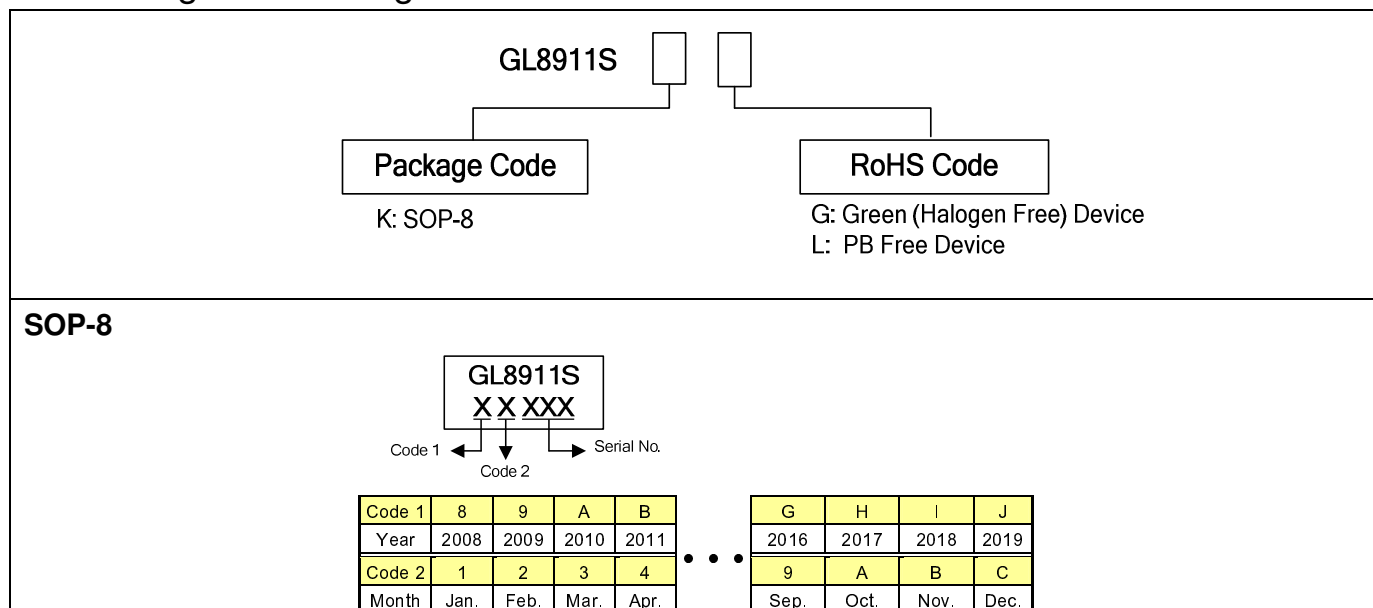 GL8911S
Package Code
RoHS Code
K: SOP-8
G: Green (Halogen Free) Device
L: PB Free Device
SOP-8
GL8911S
X X XXX
Code 1
Serial No.
Code 2
Code 1 8 9 A B G H I J
Year 2008 2009 2010 2011 • • • 2016 2017 2018 2019
Code 2 1 2 3 4 9 A B C
Month Jan. Feb. Mar. Apr. Sep. Oct. Nov. Dec.